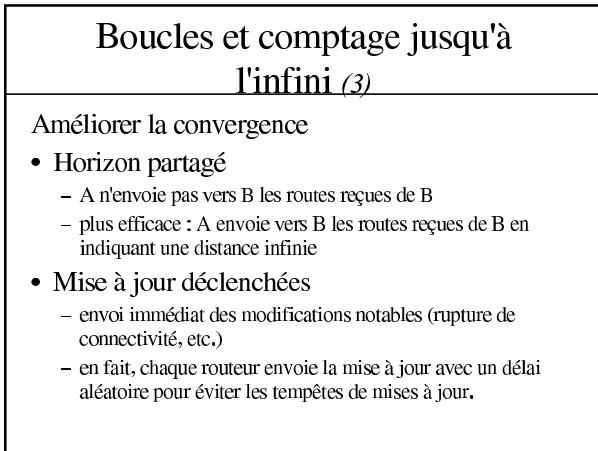 Boucles et comptage jusqu'à
l'infini (3)
Améliorer la convergence
• Horizon partagé
– A n'envoie pas vers B les routes reçues de B
– plus efficace : A envoie vers B les routes reçues de B en
indiquant une distance infinie
• Mise à jour déclenchées
– envoi immédiat des modifications notables (rupture de
connectivité, etc.)
– en fait, chaque routeur envoie la mise à jour avec un délai
aléatoire pour éviter les tempêtes de mises à jour.